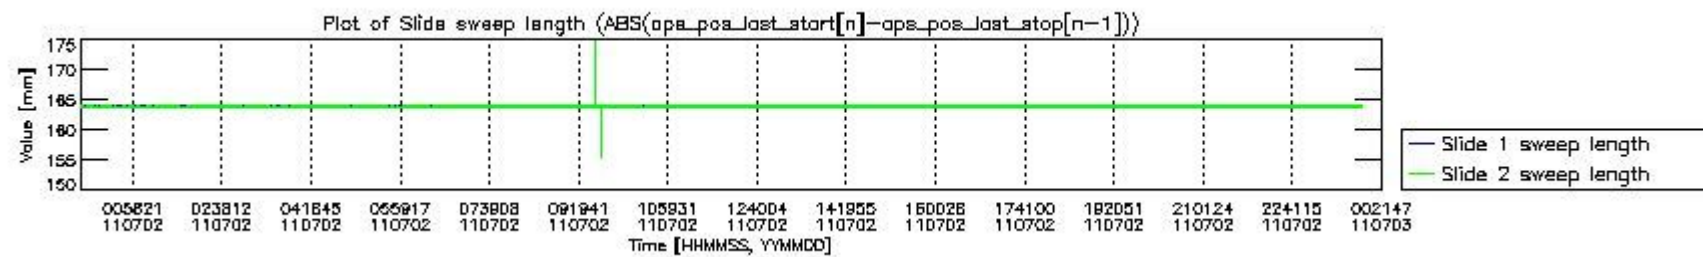 Plot of Slide sweep length (ABS(aps_pos_last_start[n]-aps_pos_last_stop[n-1]))
175
170
165
160
155
150
Value [mm]
005821 023812 041845 055917 073908 091941 105931 124004 141955 160028 174100 192051 210124 224115 002147
110702 110702 110702 110702 110702 110702 110702 110702 110702 110702 110702 110702 110702 110702 110703
Time [HHMMSS, YYMMDD]
Slide 1 sweep length
Slide 2 sweep length